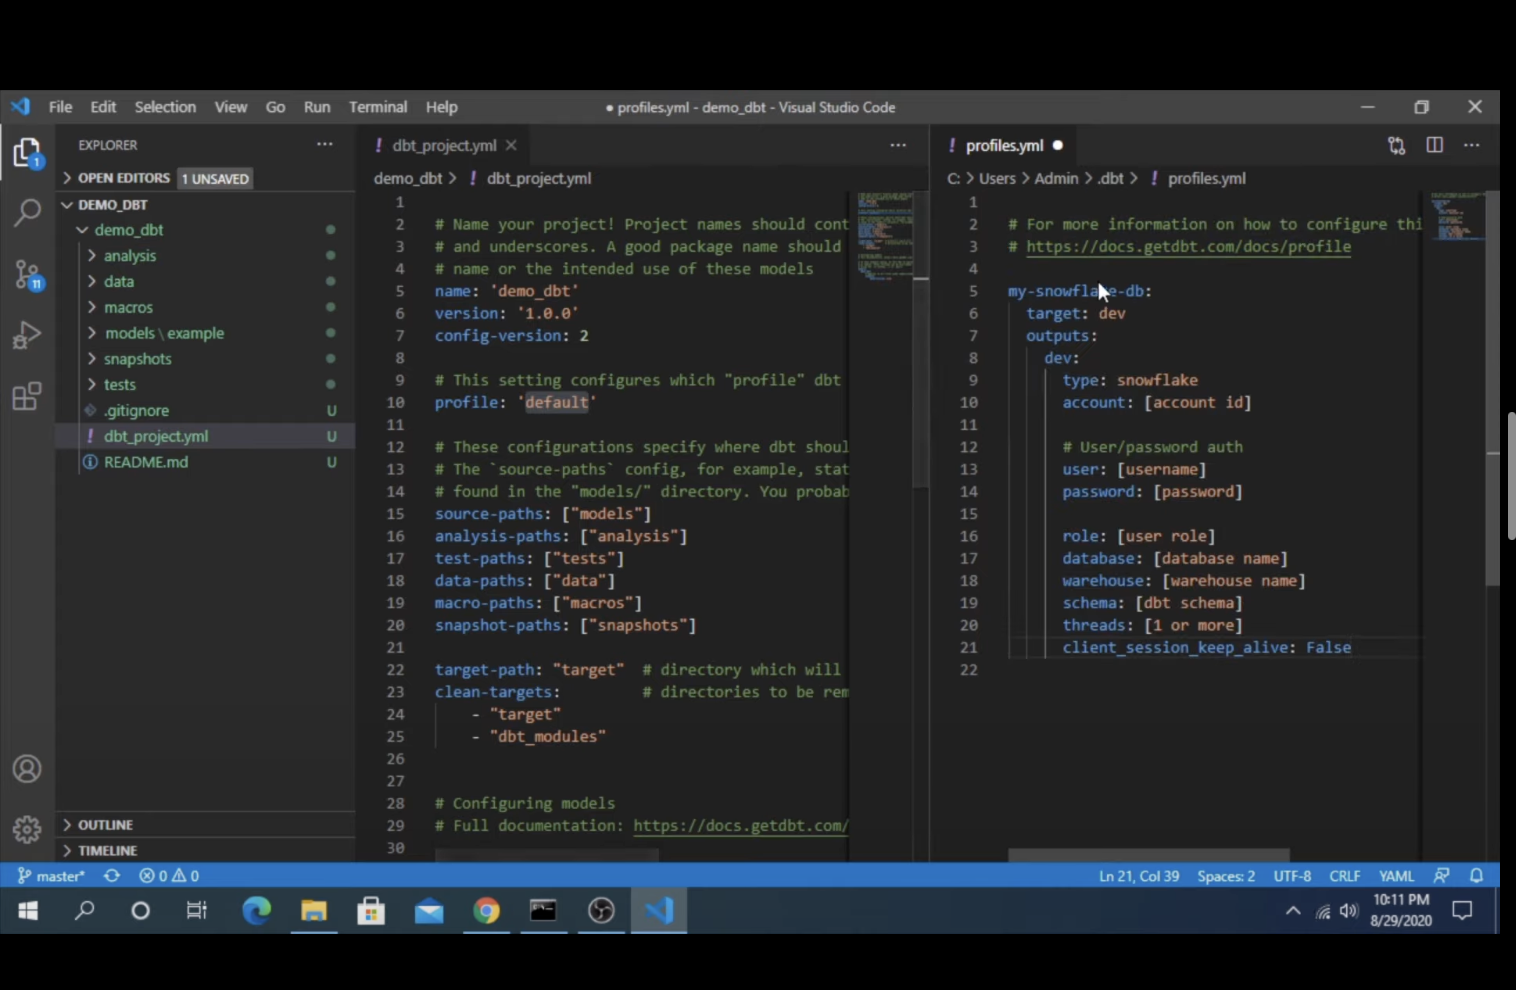 File Edit Selection View Go Run Terminal Help
● profiles.yml - demo_dbt - Visual Studio Code
EXPLORER
OPEN EDITORS 1 UNSAVED
DEMO_DBT
demo_dbt
analysis
data
macros
models \ example
snapshots
tests
.gitignore U
dbt_project.yml U
README.md U
OUTLINE
TIMELINE
1
11
! dbt_project.yml
demo_dbt > ! dbt_project.yml
1
2 # Name your project! Project names should cont
3 # and underscores. A good package name should
4 # name or the intended use of these models
5 name: 'demo_dbt'
6 version: '1.0.0'
7 config-version: 2
8
9 # This setting configures which "profile" dbt
10 profile: 'default'
11
12 # These configurations specify where dbt shoul
13 # The `source-paths` config, for example, stat
14 # found in the "models/" directory. You probab
15 source-paths: ["models"]
16 analysis-paths: ["analysis"]
17 test-paths: ["tests"]
18 data-paths: ["data"]
19 macro-paths: ["macros"]
20 snapshot-paths: ["snapshots"]
21
22 target-path: "target" # directory which will
23 clean-targets: # directories to be rem
24 - "target"
25 - "dbt_modules"
26
27
28 # Configuring models
29 # Full documentation: https://docs.getdbt.com/
30
! profiles.yml ●
C: > Users > Admin > .dbt > ! profiles.yml
1
2 # For more information on how to configure thi
3 # https://docs.getdbt.com/docs/profile
4
5 my-snowflake-db:
6 target: dev
7 outputs:
8 dev:
9 type: snowflake
10 account: [account id]
11
12 # User/password auth
13 user: [username]
14 password: [password]
15
16 role: [user role]
17 database: [database name]
18 warehouse: [warehouse name]
19 schema: [dbt schema]
20 threads: [1 or more]
21 client_session_keep_alive: False
22
master* 0 0
Ln 21, Col 39 Spaces: 2 UTF-8 CRLF YAML
10:11 PM
8/29/2020